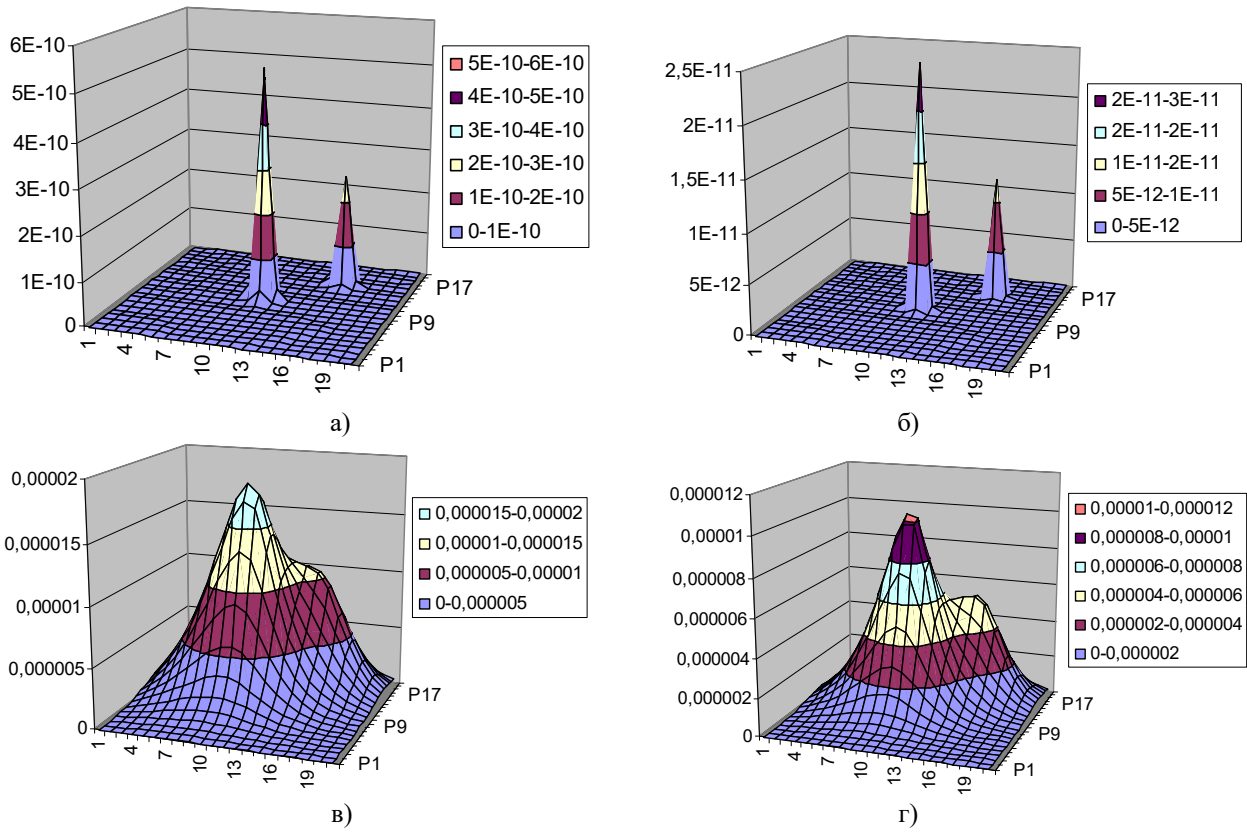 6E-10
5E-10
4E-10
3E-10
2E-10
1E-10
0
1
4
7
10
13
16
19
P1
P9
P17
5E-10-6E-10
4E-10-5E-10
3E-10-4E-10
2E-10-3E-10
1E-10-2E-10
0-1E-10
а)
2,5E-11
2E-11
1,5E-11
1E-11
5E-12
0
1
4
7
10
13
16
19
P1
P9
P17
2E-11-3E-11
2E-11-2E-11
1E-11-2E-11
5E-12-1E-11
0-5E-12
б)
0,00002
0,000015
0,00001
0,000005
0
1
4
7
10
13
16
19
P1
P9
P17
0,000015-0,00002
0,00001-0,000015
0,000005-0,00001
0-0,000005
в)
0,000012
0,00001
0,000008
0,000006
0,000004
0,000002
0
1
4
7
10
13
16
19
P1
P9
P17
0,00001-0,000012
0,000008-0,00001
0,000006-0,000008
0,000004-0,000006
0,000002-0,000004
0-0,000002
г)